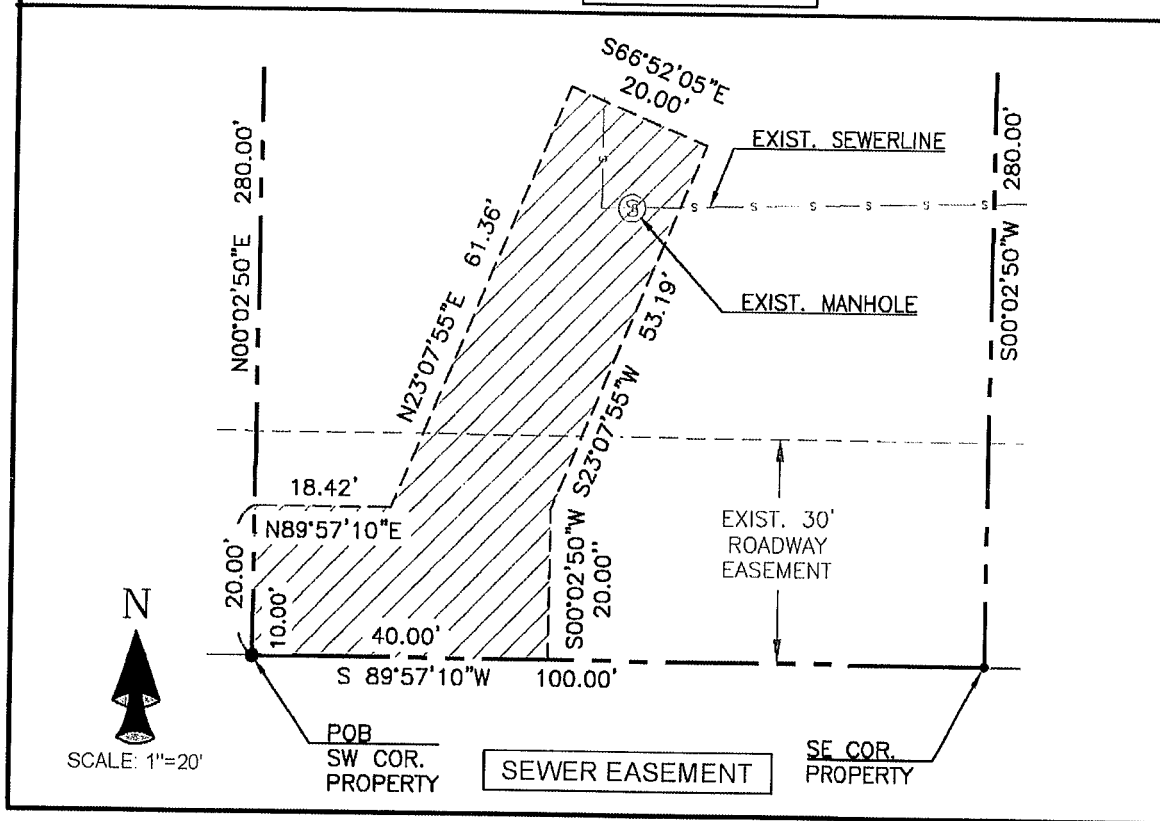 S66°52'05"E
20.00'
EXIST. SEWERLINE
N00°02'50"E 280.00'
S00°02'50"W 280.00'
N23°07'55"E 61.36'
S
S
S S S S S S
EXIST. MANHOLE
S23°07'55"W 53.19'
18.42'
N89°57'10"E
20.00'
10.00'
S00°02'50"W
20.00"
EXIST. 30'
ROADWAY
EASEMENT
40.00'
S 89°57'10"W 100.00'
N
SCALE: 1"=20'
POB
SW COR.
PROPERTY
SEWER EASEMENT
SE COR.
PROPERTY